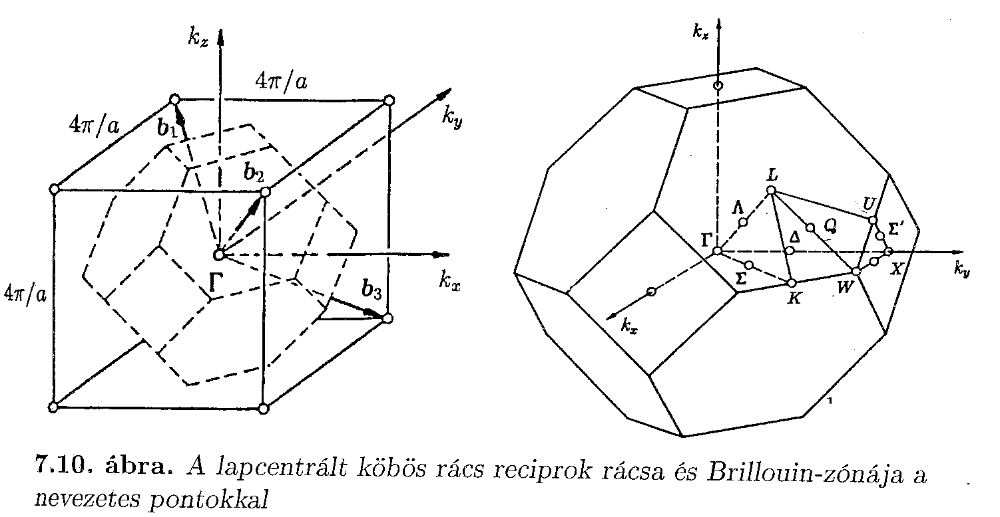 k_z
4π/a
4π/a
b_1
k_y
b_2
Γ
k_x
b_3
4π/a
k_z
L
Λ
U
Γ
Δ
Q
Σ'
Σ
X
k_y
K
W
k_x
7.10. ábra. A lapcentrált köbös rács reciprok rácsa és Brillouin-zónája a
nevezetes pontokkal